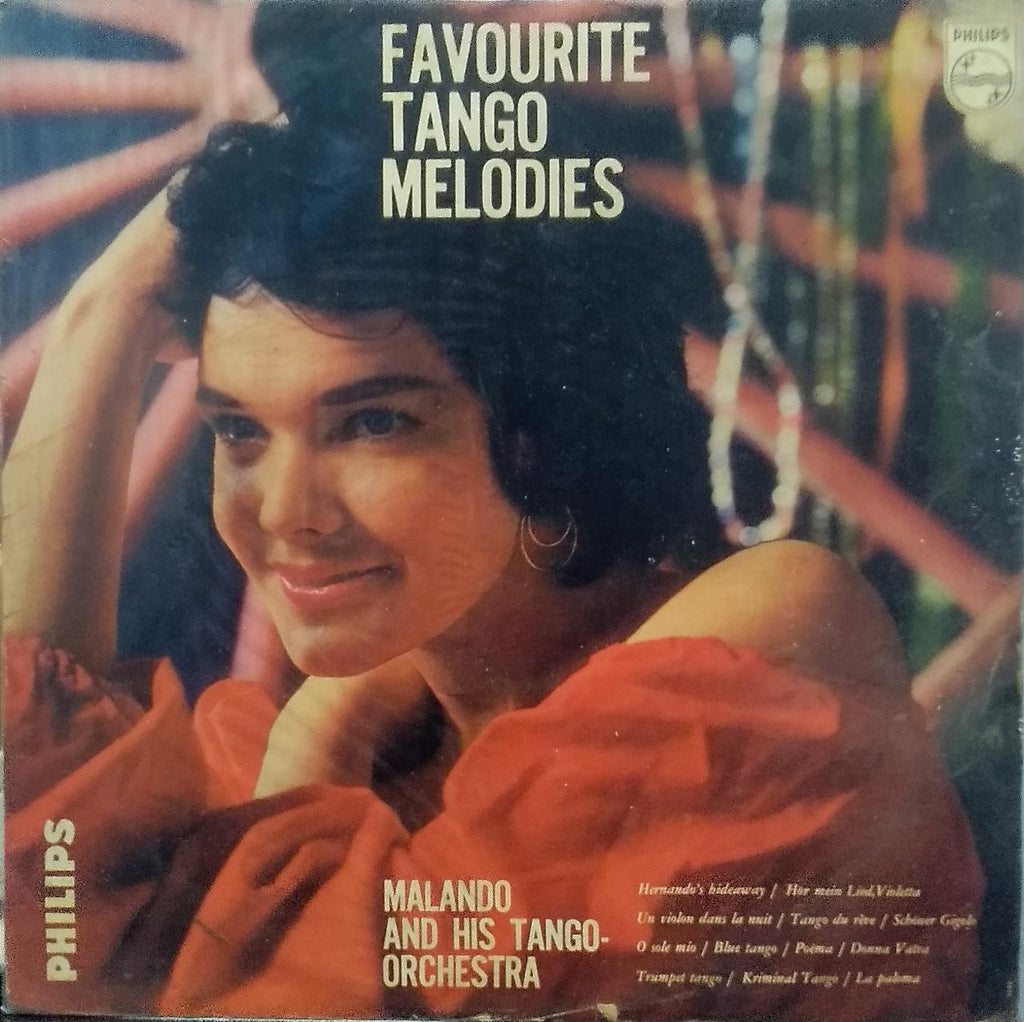 FAVOURITE
TANGO
MELODIES
PHILIPS
PHILIPS
MALANDO
AND HIS TANGO-
ORCHESTRA
Hernando's hideaway / Hör mein Lied, Violetta
Un violon dans la nuit / Tango du rêve / Schöner Gigolo
O sole mio / Blue tango / Poema / Donna Vatra
Trumpet tango / Kriminal Tango / La paloma